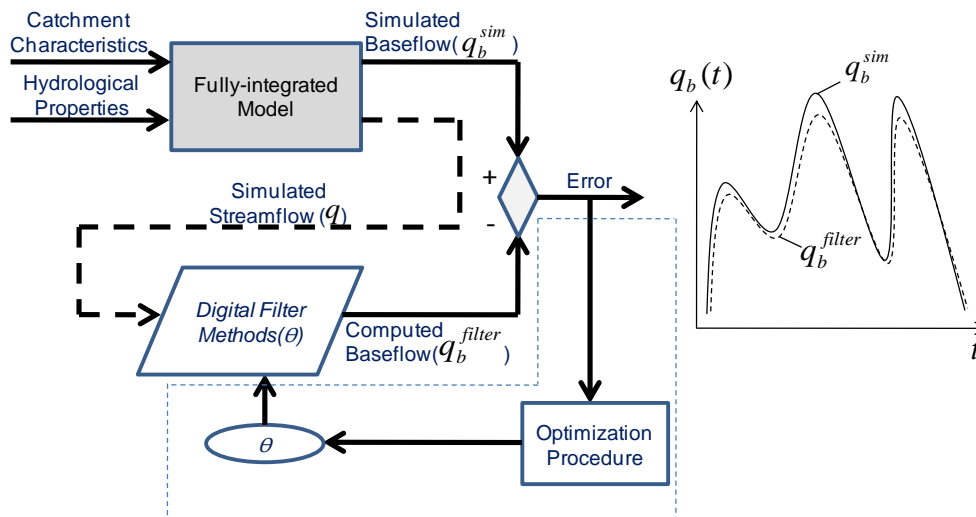 Catchment
Characteristics
Hydrological
Properties
Fully-integrated
Model
Simulated
Baseflow(q_b^{sim})
Simulated
Streamflow (q)
+
-
Error
Digital Filter
Methods(θ)
Computed
Baseflow(q_b^{filter})
θ
Optimization
Procedure
q_b(t)
q_b^{sim}
q_b^{filter}
t